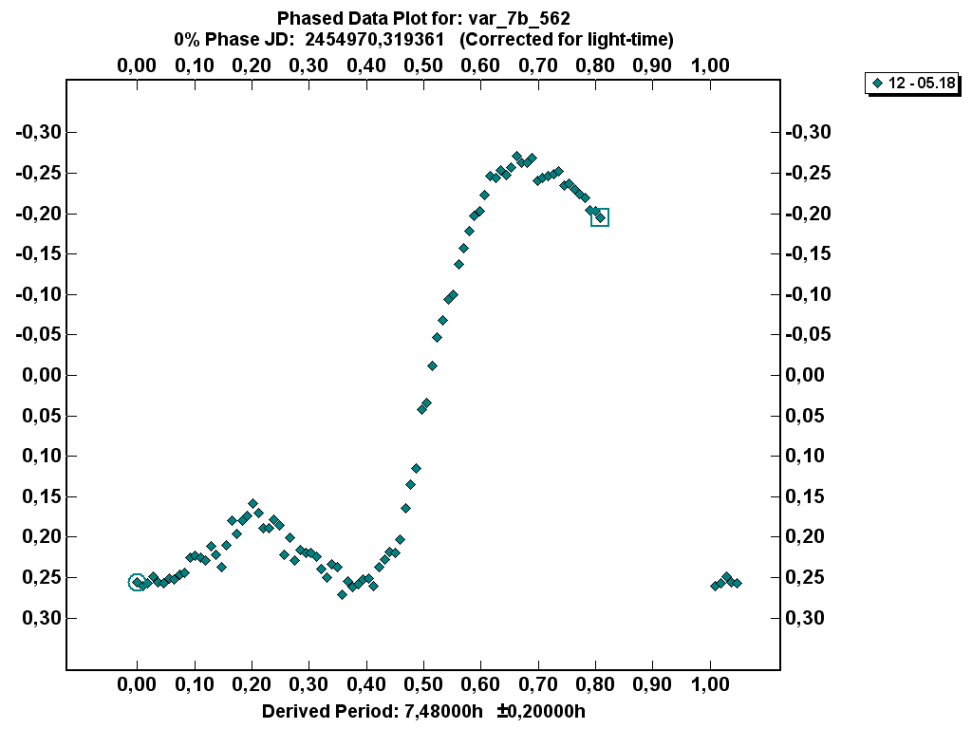 Phased Data Plot for: var_7b_562
0% Phase JD: 2454970,319361 (Corrected for light-time)
0,00 0,10 0,20 0,30 0,40 0,50 0,60 0,70 0,80 0,90 1,00
12 - 05.18
-0,30 -0,30
-0,25 -0,25
-0,20 -0,20
-0,15 -0,15
-0,10 -0,10
-0,05 -0,05
0,00 0,00
0,05 0,05
0,10 0,10
0,15 0,15
0,20 0,20
0,25 0,25
0,30 0,30
0,00 0,10 0,20 0,30 0,40 0,50 0,60 0,70 0,80 0,90 1,00
Derived Period: 7,48000h ±0,20000h